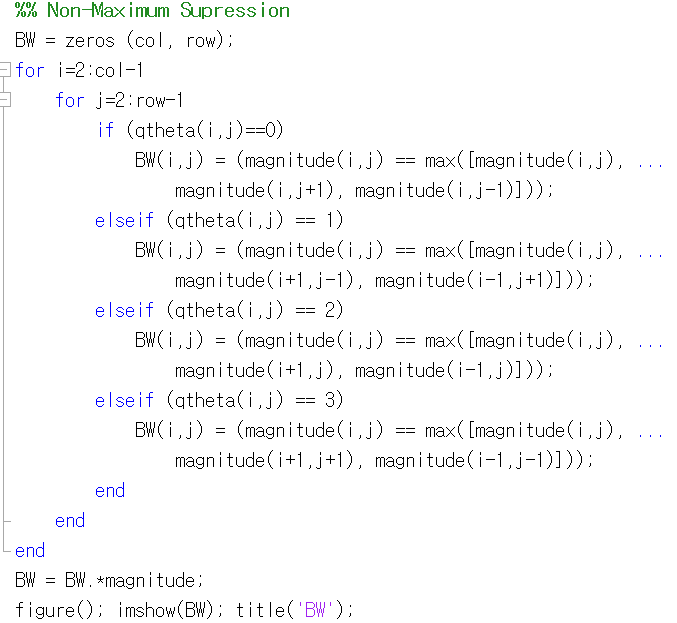 %% Non-Maximum Supression
BW = zeros (col, row);
for i=2:col-1
for j=2:row-1
if (qtheta(i,j)==0)
BW(i,j) = (magnitude(i,j) == max([magnitude(i,j), ...
magnitude(i,j+1), magnitude(i,j-1)]));
elseif (qtheta(i,j) == 1)
BW(i,j) = (magnitude(i,j) == max([magnitude(i,j), ...
magnitude(i+1,j-1), magnitude(i-1,j+1)]));
elseif (qtheta(i,j) == 2)
BW(i,j) = (magnitude(i,j) == max([magnitude(i,j), ...
magnitude(i+1,j), magnitude(i-1,j)]));
elseif (qtheta(i,j) == 3)
BW(i,j) = (magnitude(i,j) == max([magnitude(i,j), ...
magnitude(i+1,j+1), magnitude(i-1,j-1)]));
end
end
end
BW = BW.*magnitude;
figure(); imshow(BW); title('BW');